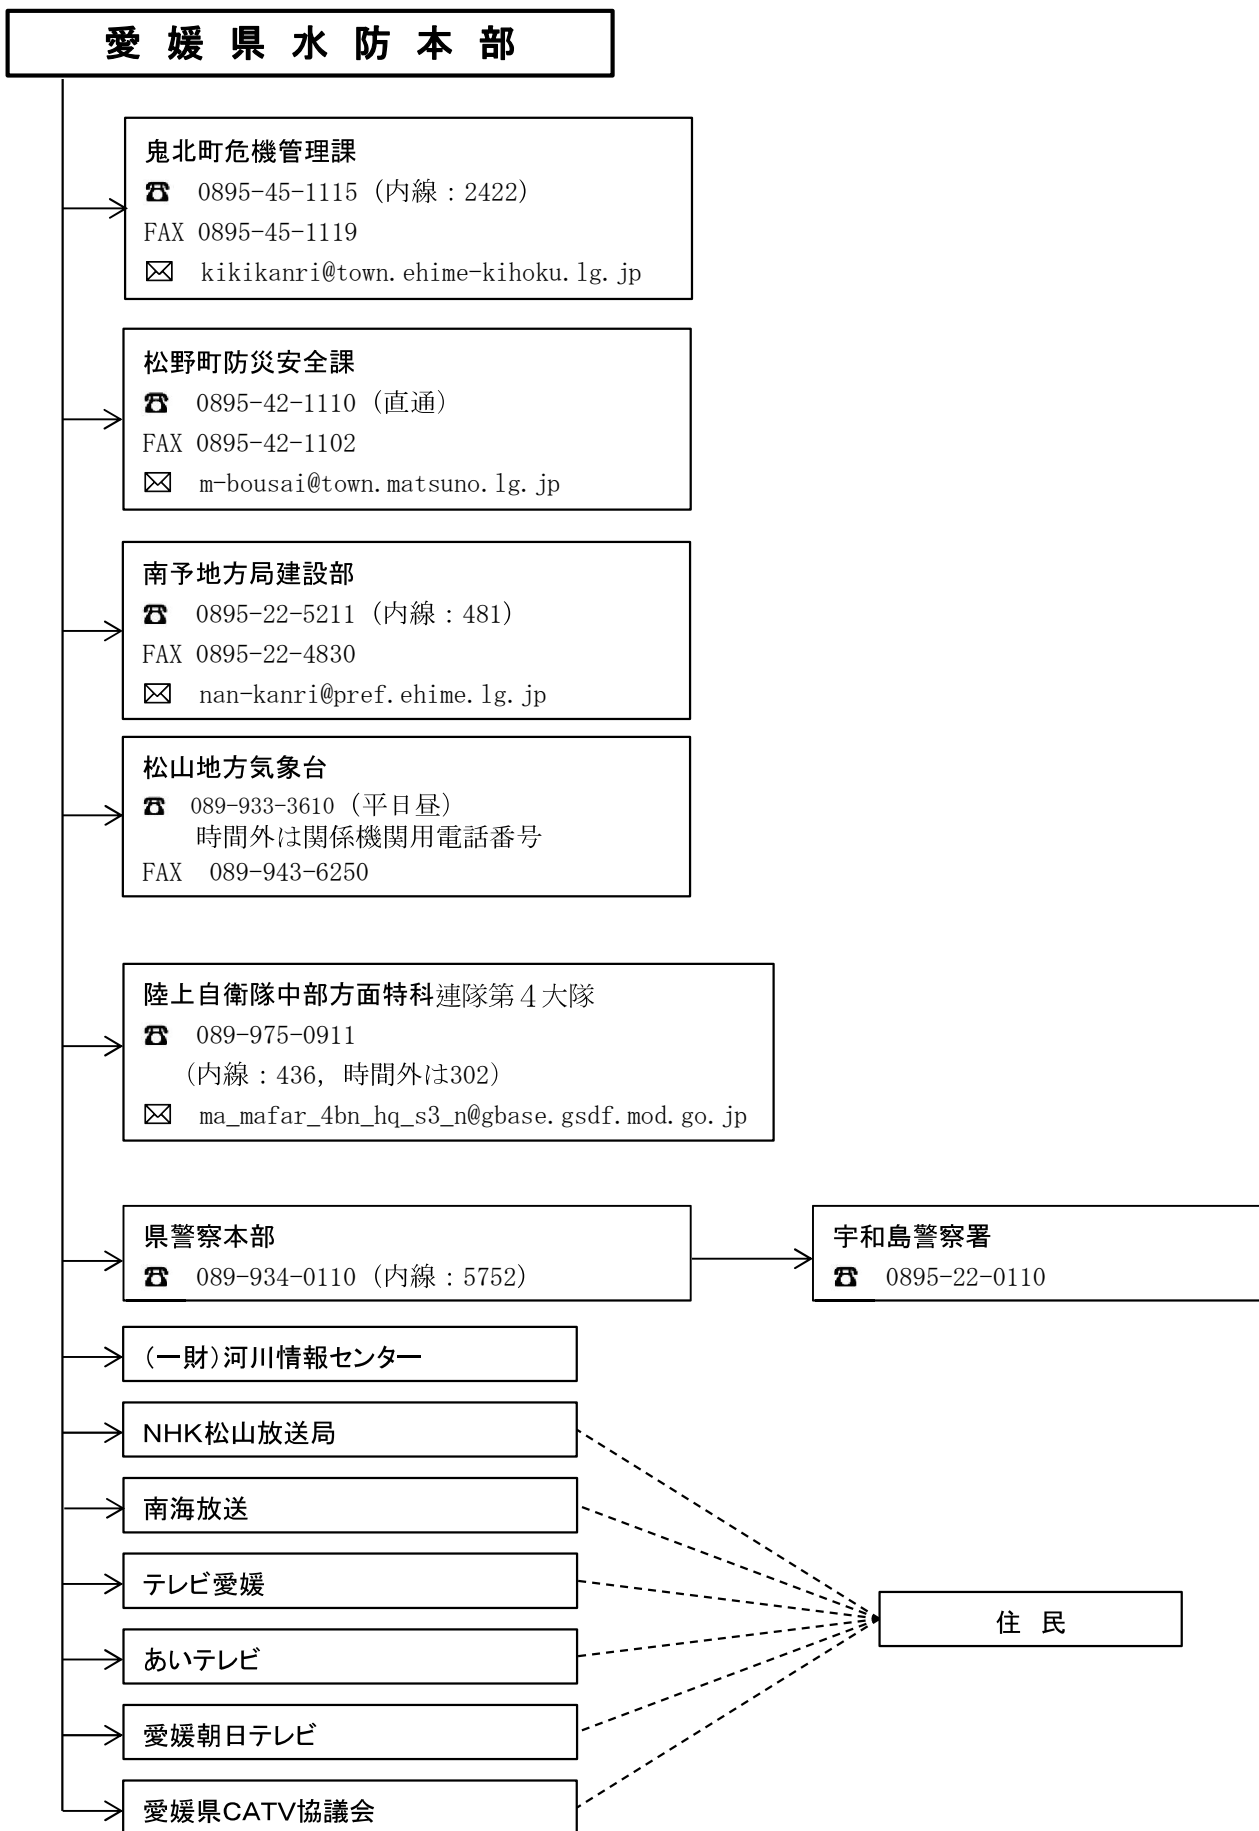 愛媛県水防本部
鬼北町危機管理課
☎ 0895-45-1115（内線：2422）
FAX 0895-45-1119
✉ kikikanri@town.ehime-kihoku.lg.jp
松野町防災安全課
☎ 0895-42-1110（直通）
FAX 0895-42-1102
✉ m-bousai@town.matsuno.lg.jp
南予地方局建設部
☎ 0895-22-5211（内線：481）
FAX 0895-22-4830
✉ nan-kanri@pref.ehime.lg.jp
松山地方気象台
☎ 089-933-3610（平日昼）
時間外は関係機関用電話番号
FAX 089-943-6250
陸上自衛隊中部方面特科連隊第４大隊
☎ 089-975-0911
（内線：436，時間外は302）
✉ ma_mafar_4bn_hq_s3_n@gbase.gsdf.mod.go.jp
県警察本部
☎ 089-934-0110（内線：5752）
宇和島警察署
☎ 0895-22-0110
（一財）河川情報センター
NHK松山放送局
南海放送
テレビ愛媛
あいテレビ
愛媛朝日テレビ
愛媛県CATV協議会
住 民